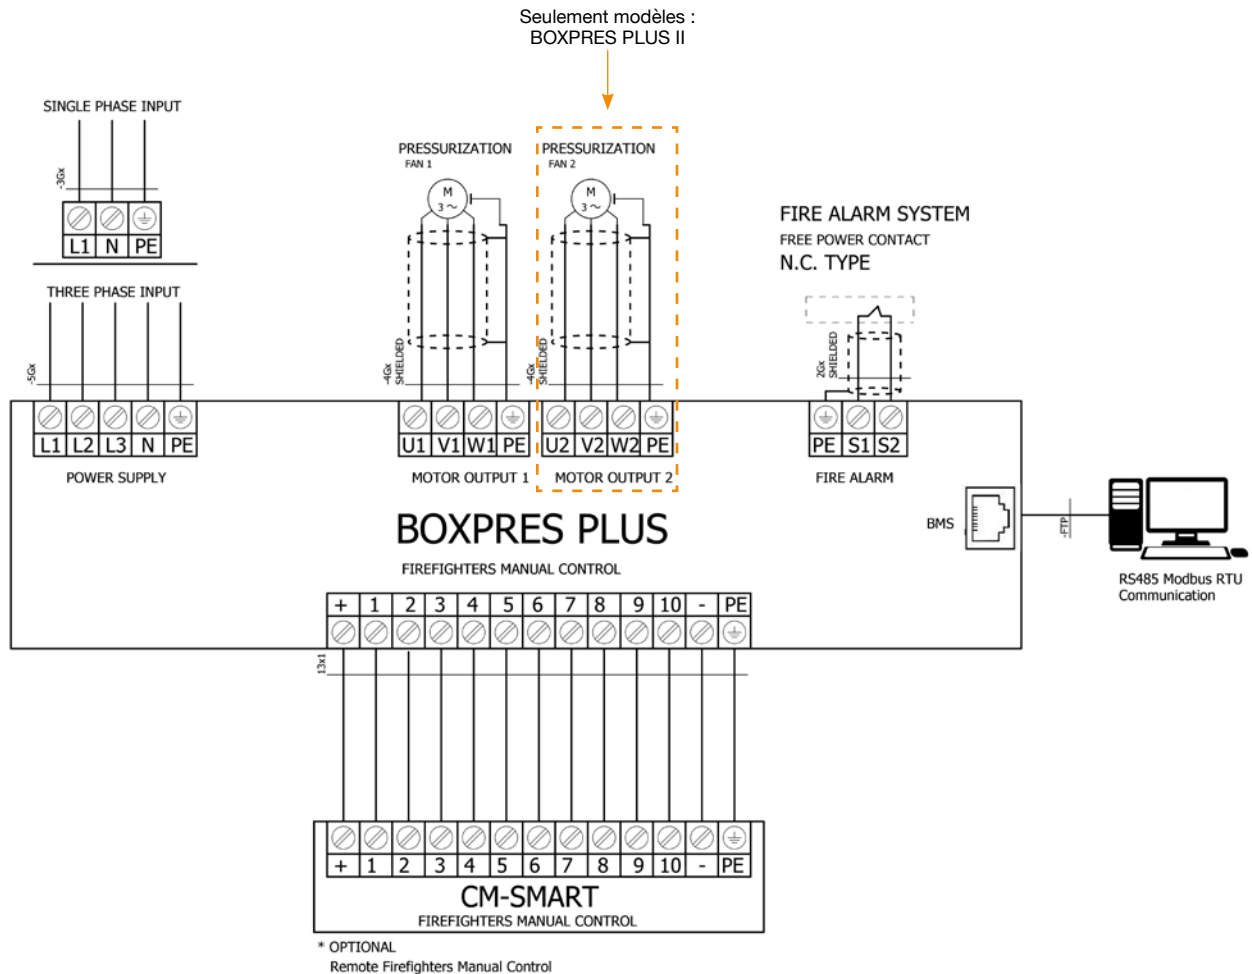 Seulement modèles :
BOXPRES PLUS II
SINGLE PHASE INPUT
-3Gx
L1 N PE
THREE PHASE INPUT
-5Gx
L1 L2 L3 N PE
POWER SUPPLY
PRESSURIZATION
FAN 1
M
3~
-4Gx
SHIELDED
U1 V1 W1 PE
MOTOR OUTPUT 1
PRESSURIZATION
FAN 2
M
3~
-4Gx
SHIELDED
U2 V2 W2 PE
MOTOR OUTPUT 2
FIRE ALARM SYSTEM
FREE POWER CONTACT
N.C. TYPE
2Gx
SHIELDED
PE S1 S2
FIRE ALARM
BMS
-FTP
RS485 Modbus RTU
Communication
BOXPRES PLUS
FIREFIGHTERS MANUAL CONTROL
+ 1 2 3 4 5 6 7 8 9 10 - PE
13x1
+ 1 2 3 4 5 6 7 8 9 10 - PE
CM-SMART
FIREFIGHTERS MANUAL CONTROL
* OPTIONAL
Remote Firefighters Manual Control